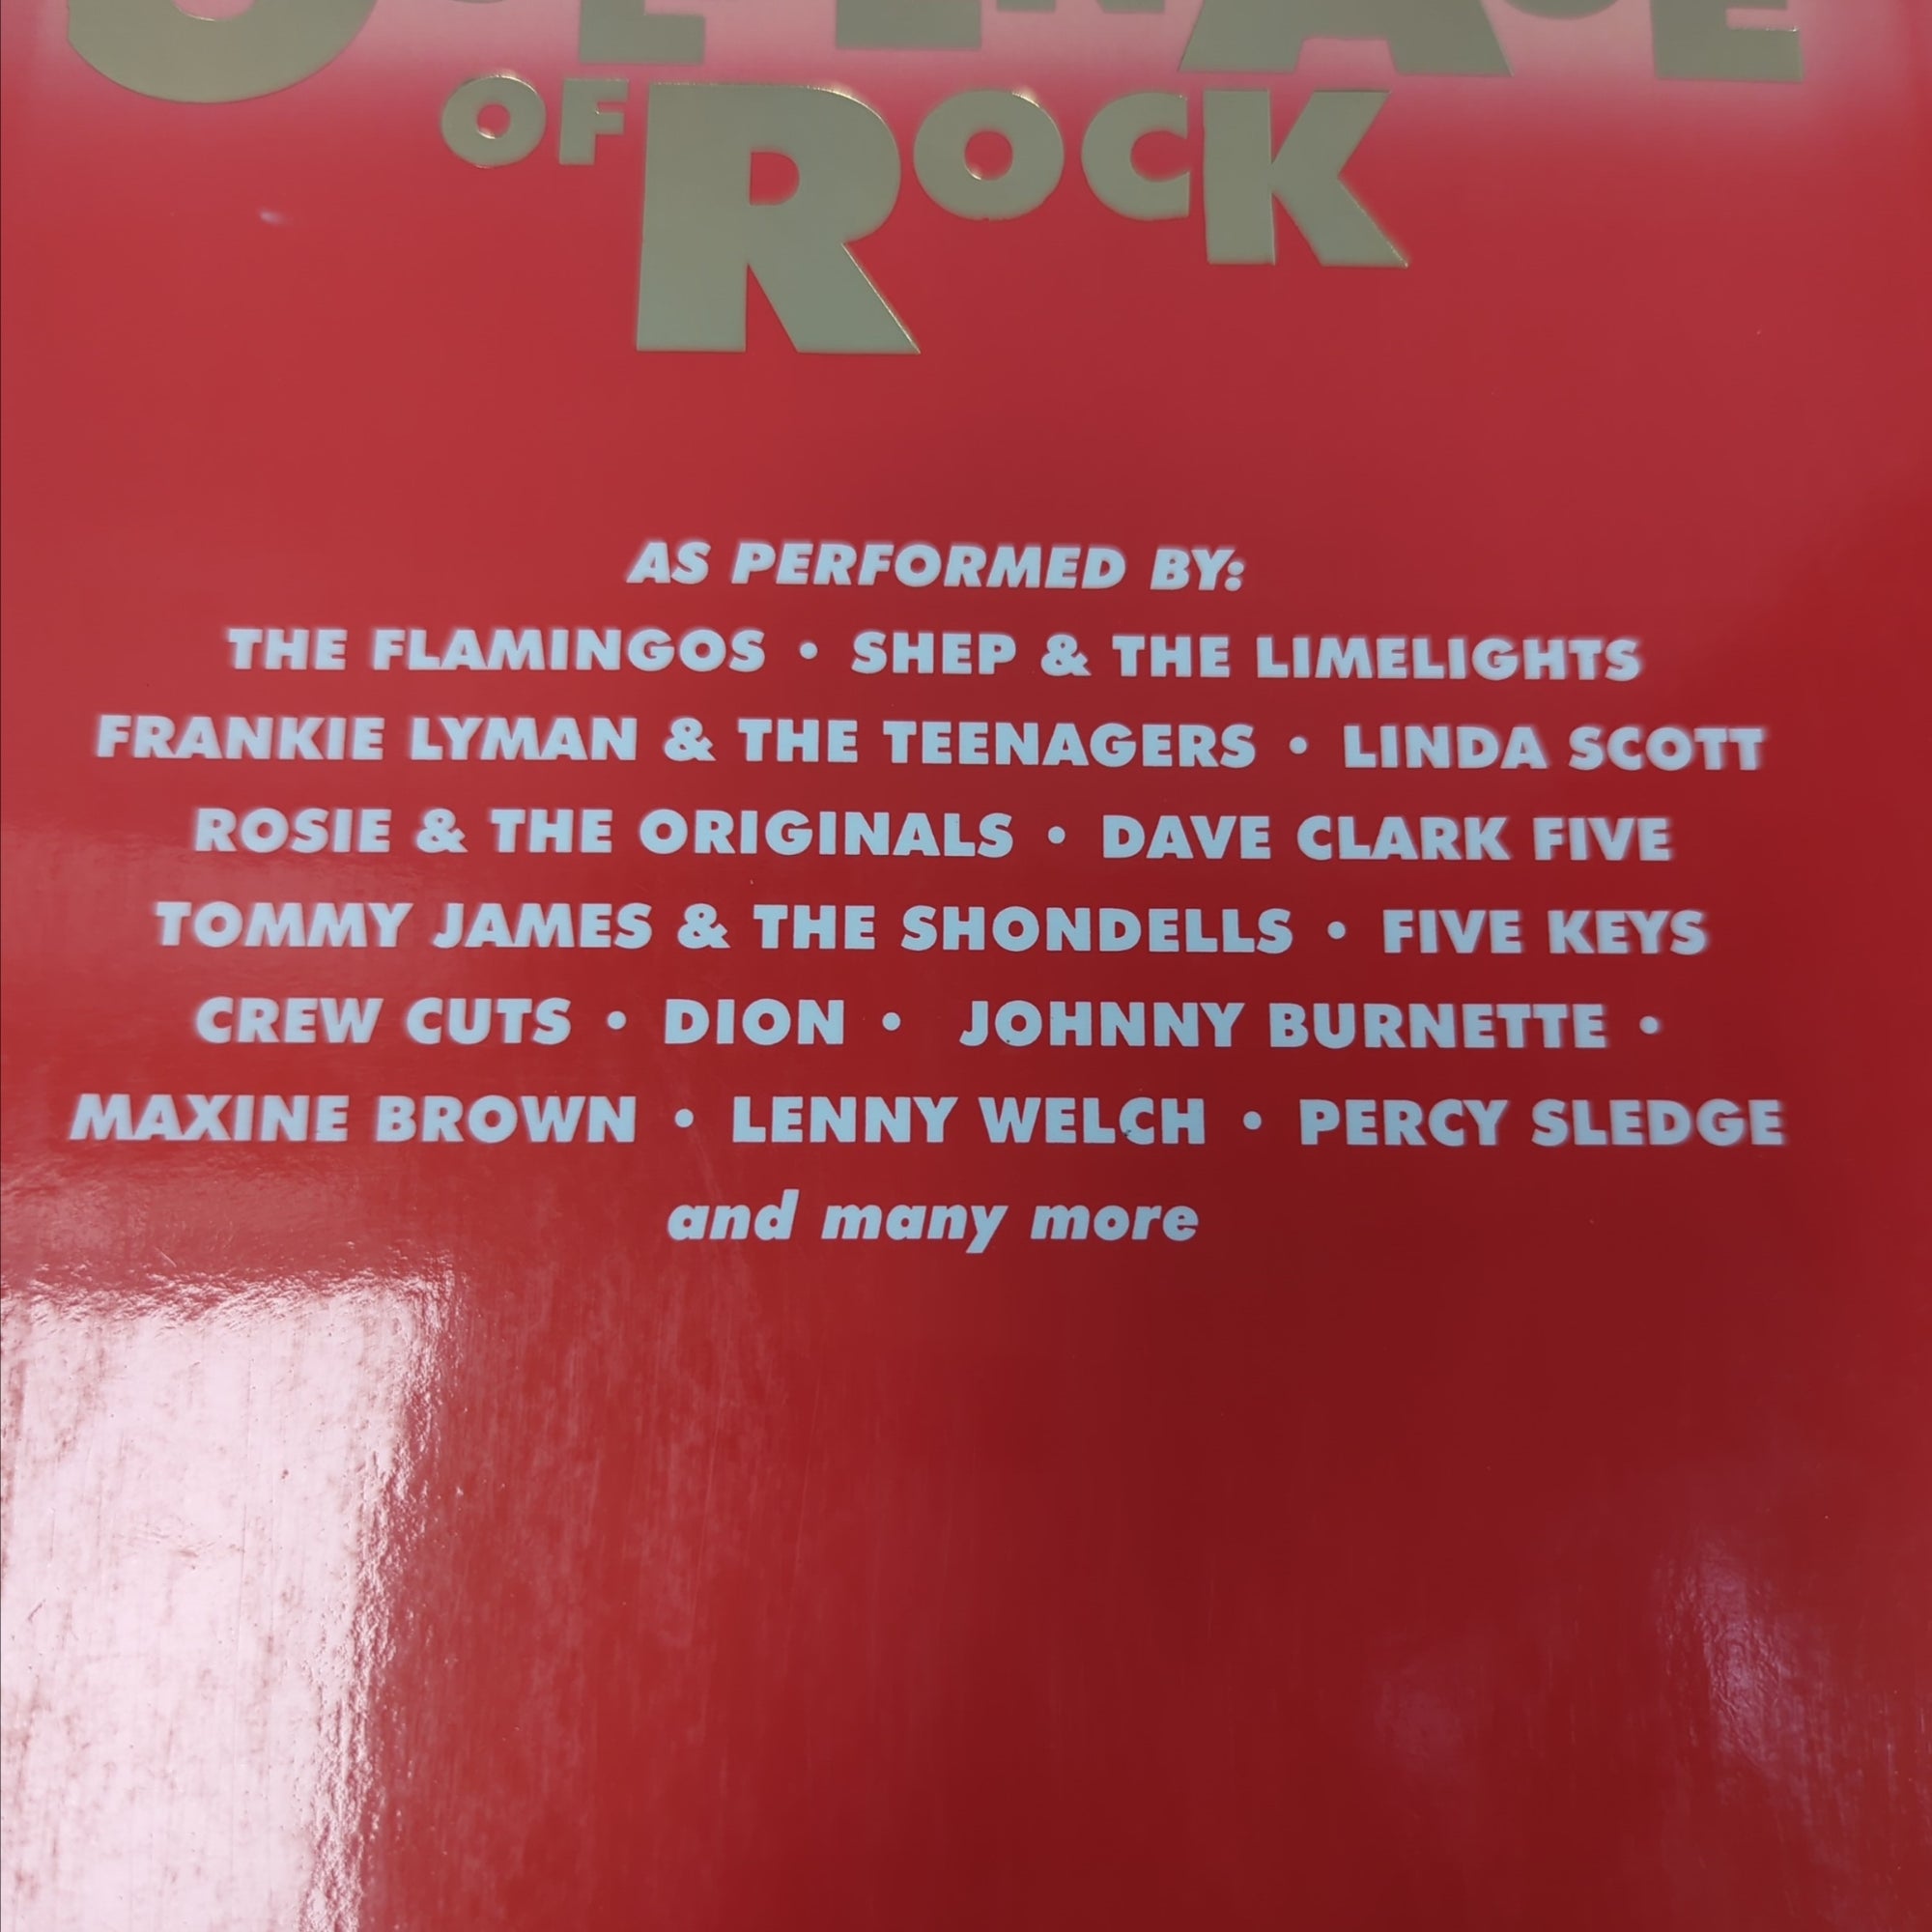 OF ROCK
AS PERFORMED BY:
THE FLAMINGOS • SHEP & THE LIMELIGHTS
FRANKIE LYMAN & THE TEENAGERS • LINDA SCOTT
ROSIE & THE ORIGINALS • DAVE CLARK FIVE
TOMMY JAMES & THE SHONDELLS • FIVE KEYS
CREW CUTS • DION • JOHNNY BURNETTE •
MAXINE BROWN • LENNY WELCH • PERCY SLEDGE
and many more